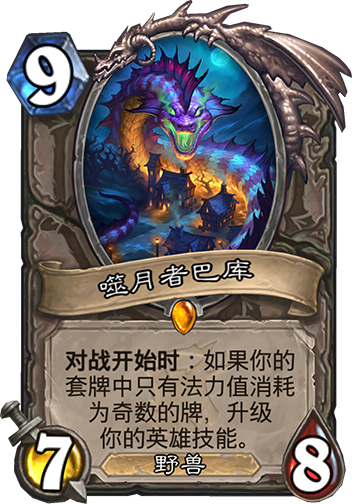 9
噬月者巴库
对战开始时：如果你的
套牌中只有法力值消耗
为奇数的牌，升级
你的英雄技能。
7
野兽
8